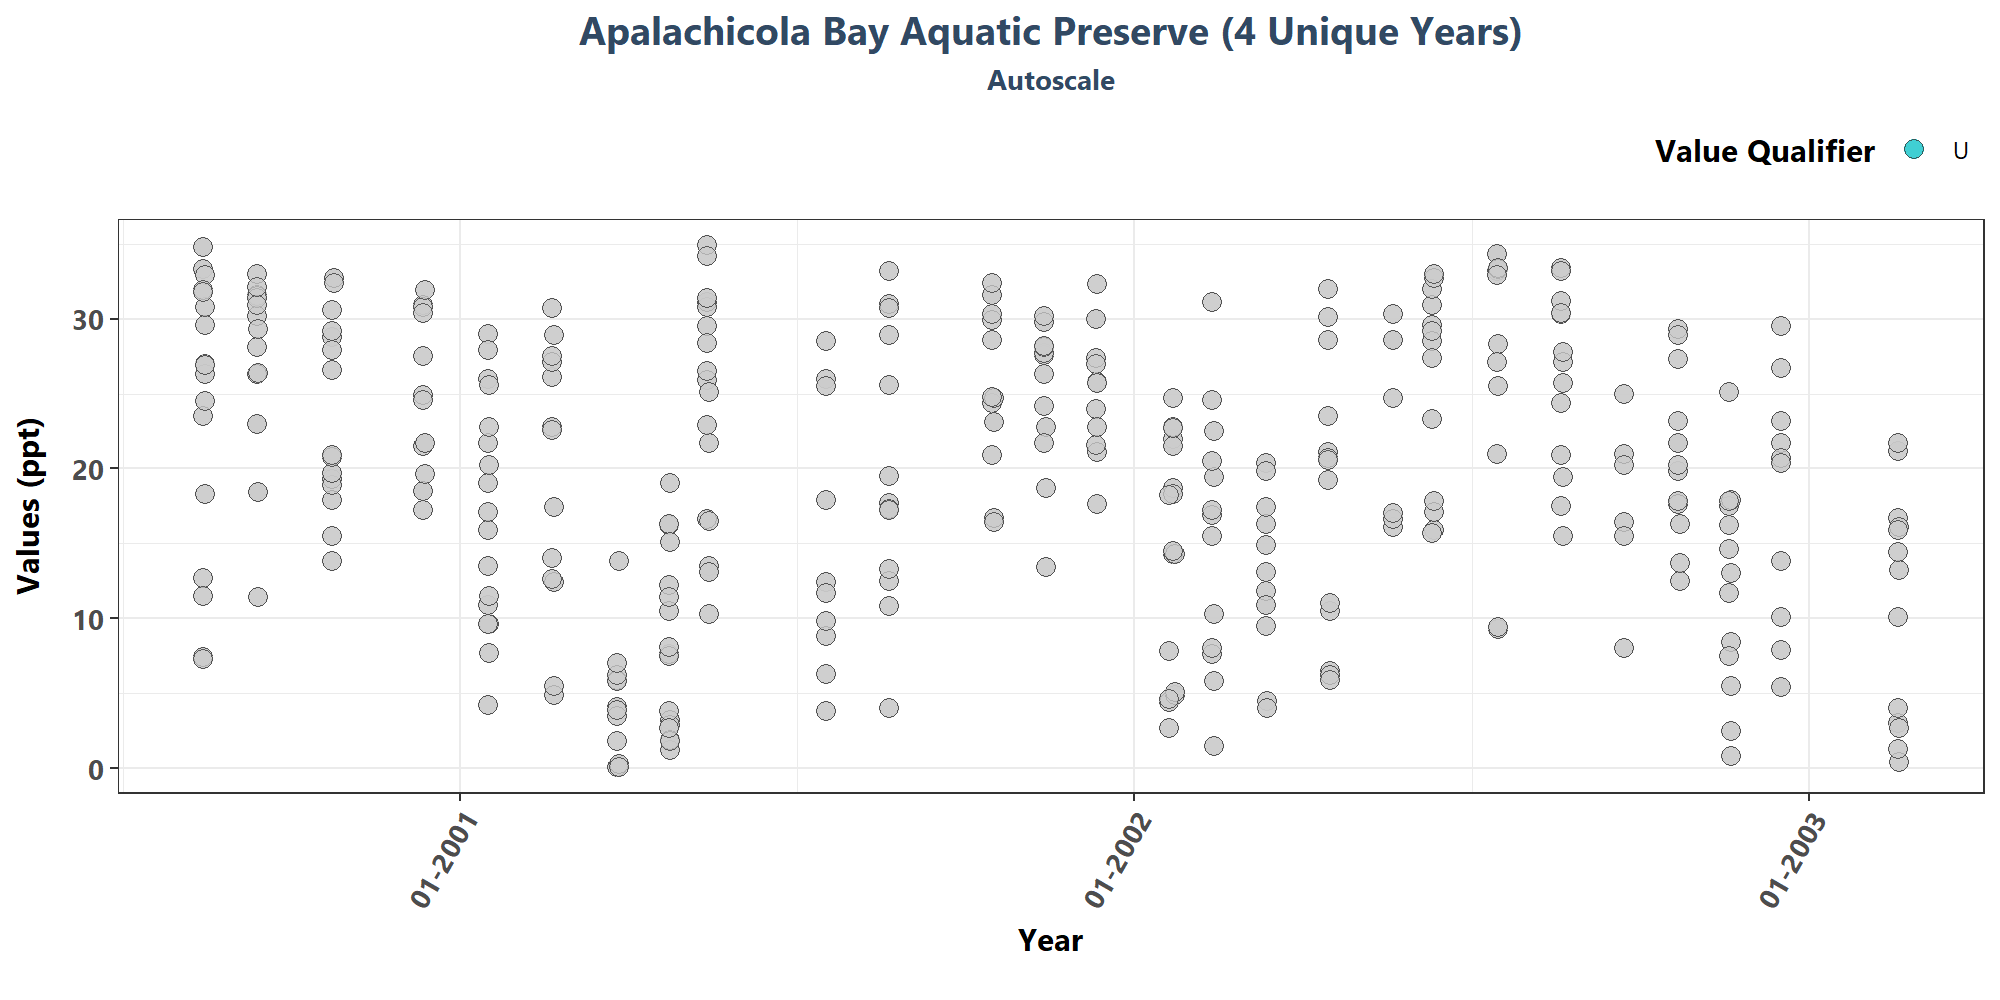 Apalachicola Bay Aquatic Preserve (4 Unique Years)
Autoscale
Value Qualifier U
Values (ppt)
30
20
10
0
01-2001
01-2002
01-2003
Year